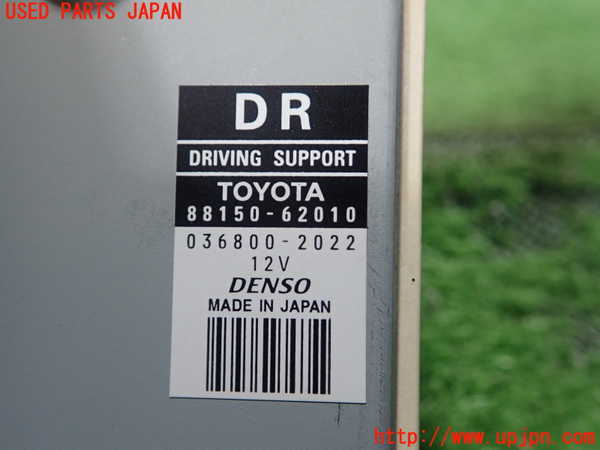 USED PARTS JAPAN
DR
DRIVING SUPPORT
TOYOTA
88150-62010
036800-2022
12V
DENSO
MADE IN JAPAN
http://www.upjpn.com/